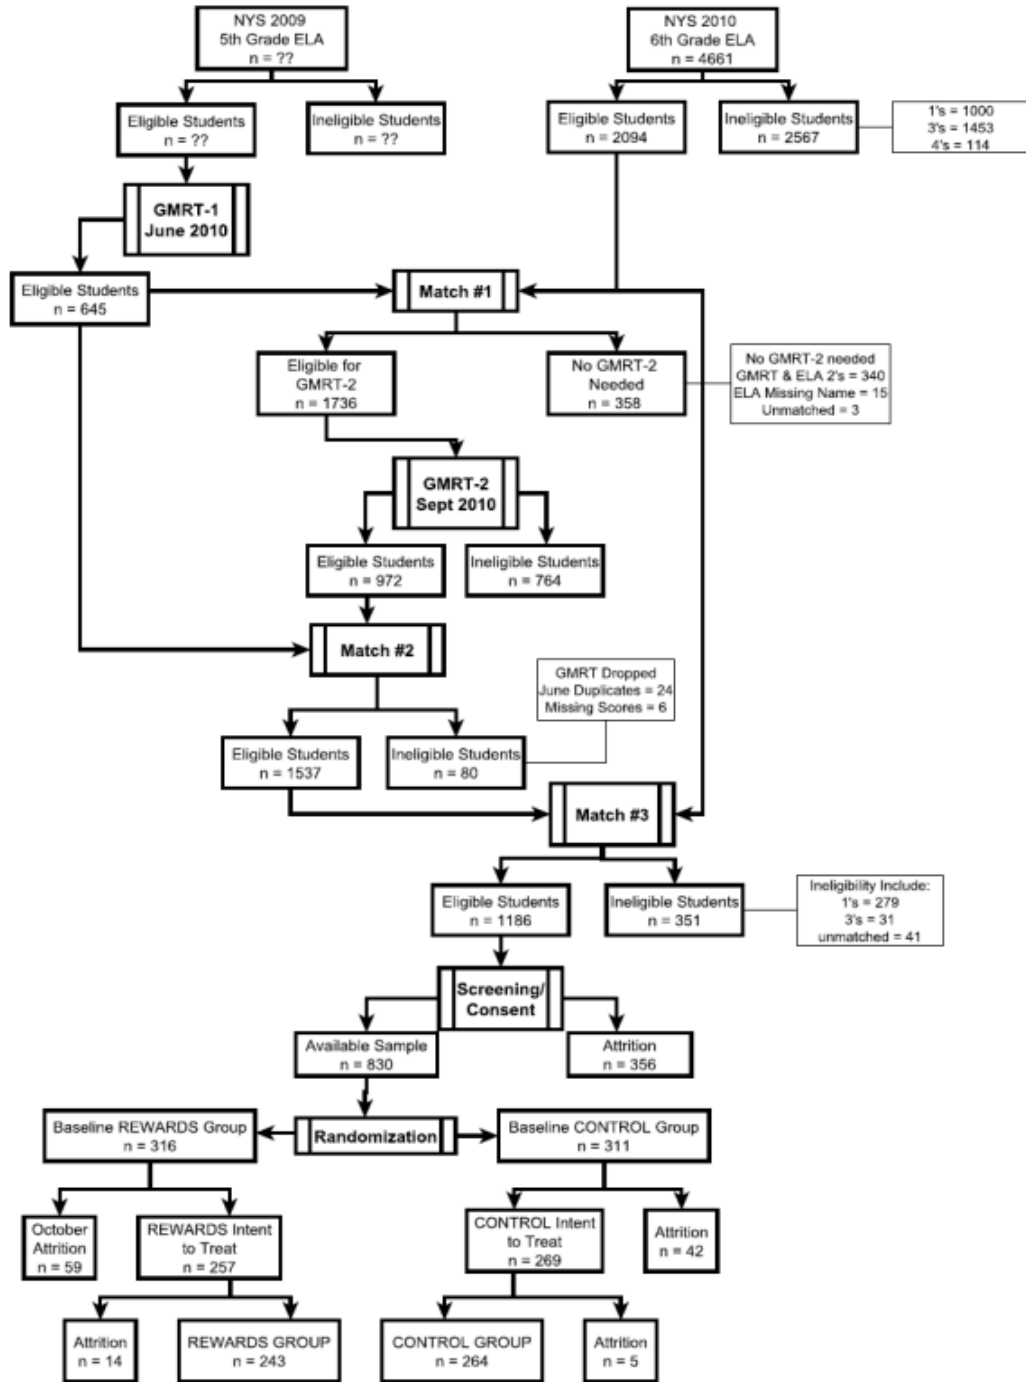 NYS 2009
5th Grade ELA
n = ??
NYS 2010
6th Grade ELA
n = 4661
Eligible Students
n = ??
Ineligible Students
n = ??
Eligible Students
n = 2094
Ineligible Students
n = 2567
1's = 1000
3's = 1453
4's = 114
GMRT-1
June 2010
Eligible Students
n = 645
Match #1
Eligible for
GMRT-2
n = 1736
No GMRT-2
Needed
n = 358
No GMRT-2 needed
GMRT & ELA 2's = 340
ELA Missing Name = 15
Unmatched = 3
GMRT-2
Sept 2010
Eligible Students
n = 972
Ineligible Students
n = 764
Match #2
GMRT Dropped
June Duplicates = 24
Missing Scores = 6
Eligible Students
n = 1537
Ineligible Students
n = 80
Match #3
Eligible Students
n = 1186
Ineligible Students
n = 351
Ineligibility Include:
1's = 279
3's = 31
unmatched = 41
Screening/
Consent
Available Sample
n = 830
Attrition
n = 356
Baseline REWARDS Group
n = 316
Randomization
Baseline CONTROL Group
n = 311
October
Attrition
n = 59
REWARDS Intent
to Treat
n = 257
CONTROL Intent
to Treat
n = 269
Attrition
n = 42
Attrition
n = 14
REWARDS GROUP
n = 243
CONTROL GROUP
n = 264
Attrition
n = 5